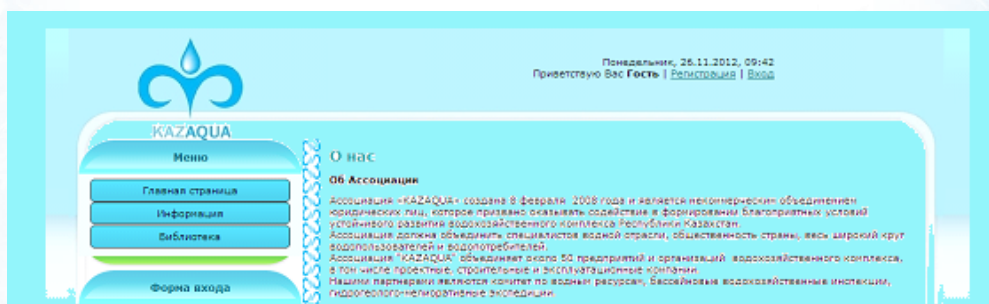 Понедельник, 26.11.2012, 09:42
Приветствую Вас Гость | Регистрация | Вход
KAZAQUA
Меню
Главная страница
Информация
Библиотека
Форма входа
О нас
Об Ассоциации
Ассоциация «KAZAQUA» создана 8 февраля 2008 года и является некоммерческим объединением
юридических лиц, которое призвано оказывать содействие в формировании благоприятных условий
устойчивого развития водохозяйственного комплекса Республики Казахстан.
Ассоциация должна объединить специалистов водной отрасли, общественность страны, весь широкий круг
водопользователей и водопотребителей.
Ассоциация "KAZAQUA" объединяет около 50 предприятий и организаций водохозяйственного комплекса,
в том числе проектные, строительные и эксплуатационные компании
Нашими партнерами являются комитет по водным ресурсам, бассейновые водохозяйственные инспекции,
гидрогеолого-мелиоративные экспедиции